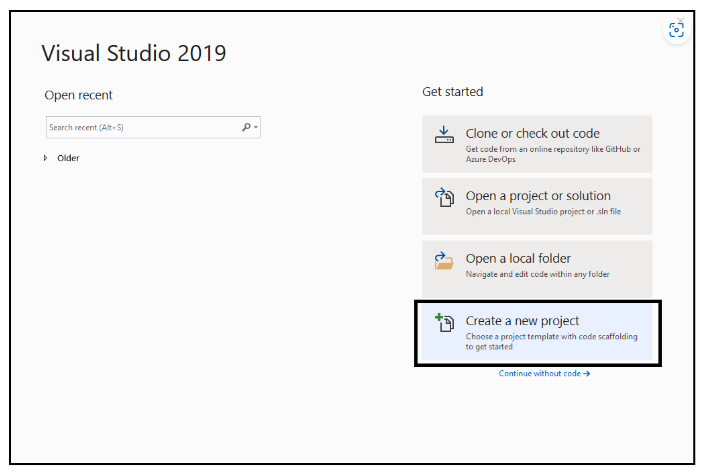 Visual Studio 2019
Open recent
Search recent (Alt+S)
Older
Get started
Clone or check out code
Get code from an online repository like GitHub or
Azure DevOps
Open a project or solution
Open a local Visual Studio project or .sln file
Open a local folder
Navigate and edit code within any folder
Create a new project
Choose a project template with code scaffolding
to get started
Continue without code →